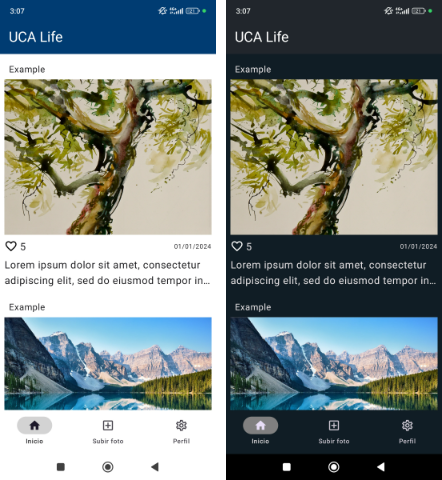 3:07
UCA Life
Example
5
01/01/2024
Lorem ipsum dolor sit amet, consectetur
adipiscing elit, sed do eiusmod tempor in...
Example
Inicio
Subir foto
Perfil
3:07
UCA Life
Example
5
01/01/2024
Lorem ipsum dolor sit amet, consectetur
adipiscing elit, sed do eiusmod tempor in...
Example
Inicio
Subir foto
Perfil